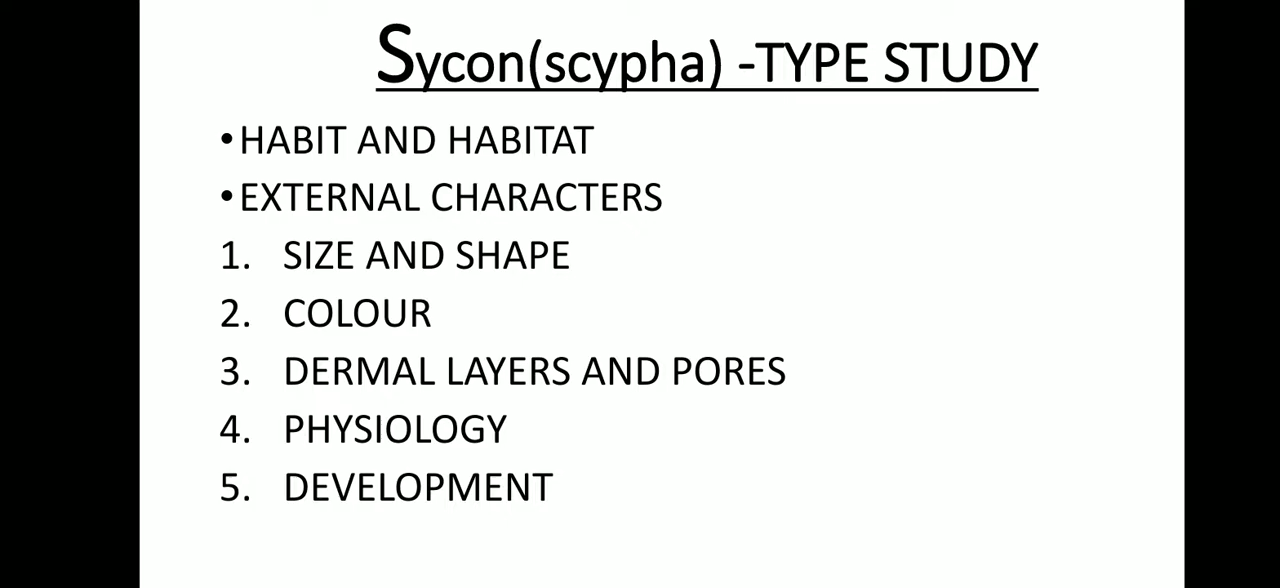 Sycon(scypha) -TYPE STUDY
•HABIT AND HABITAT
•EXTERNAL CHARACTERS
1. SIZE AND SHAPE
2. COLOUR
3. DERMAL LAYERS AND PORES
4. PHYSIOLOGY
5. DEVELOPMENT